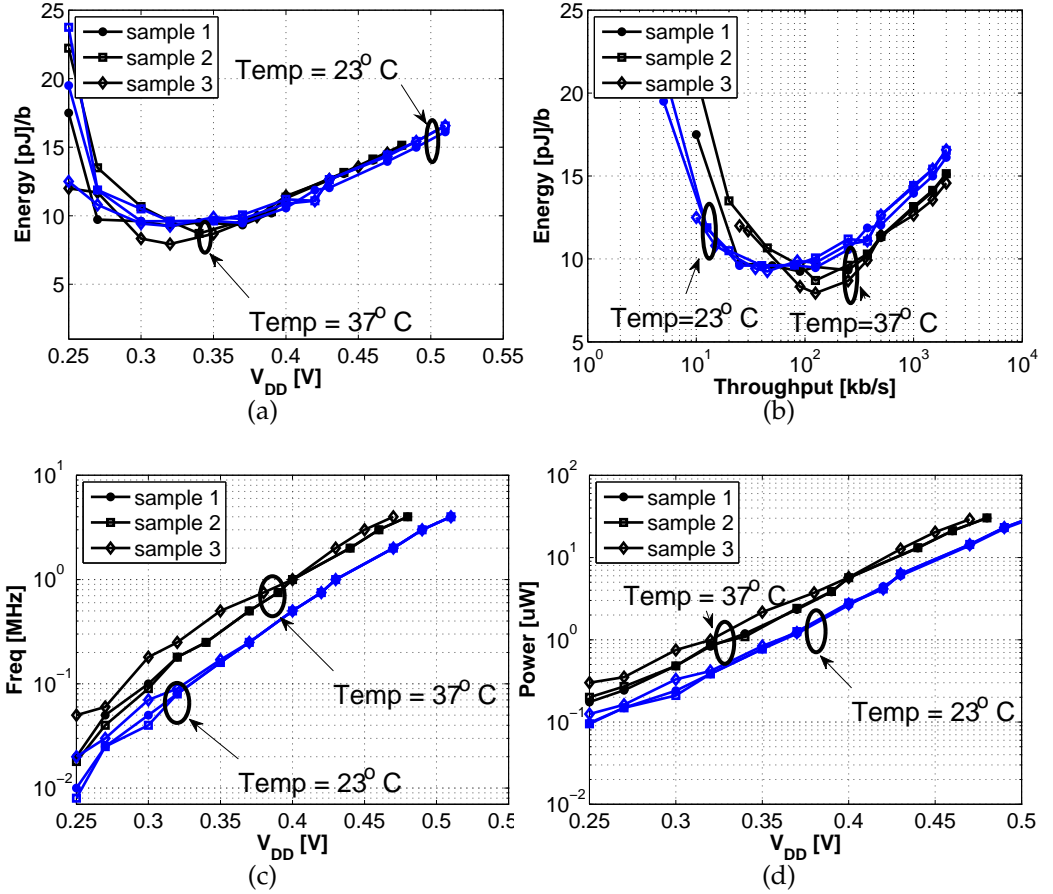 25
20
15
10
5
0.25
0.3
0.35
0.4
0.45
0.5
0.55
Energy [pJ]/b
V_DD [V]
sample 1
sample 2
sample 3
Temp = 23° C
Temp = 37° C
(a)
25
20
15
10
5
10^0
10^1
10^2
10^3
10^4
Energy [pJ]/b
Throughput [kb/s]
sample 1
sample 2
sample 3
Temp=23° C
Temp=37° C
(b)
10^1
10^0
10^-1
10^-2
0.25
0.3
0.35
0.4
0.45
0.5
Freq [MHz]
V_DD [V]
sample 1
sample 2
sample 3
Temp = 37° C
Temp = 23° C
(c)
10^2
10^1
10^0
10^-1
10^-2
0.25
0.3
0.35
0.4
0.45
0.5
Power [uW]
V_DD [V]
sample 1
sample 2
sample 3
Temp = 37° C
Temp = 23° C
(d)